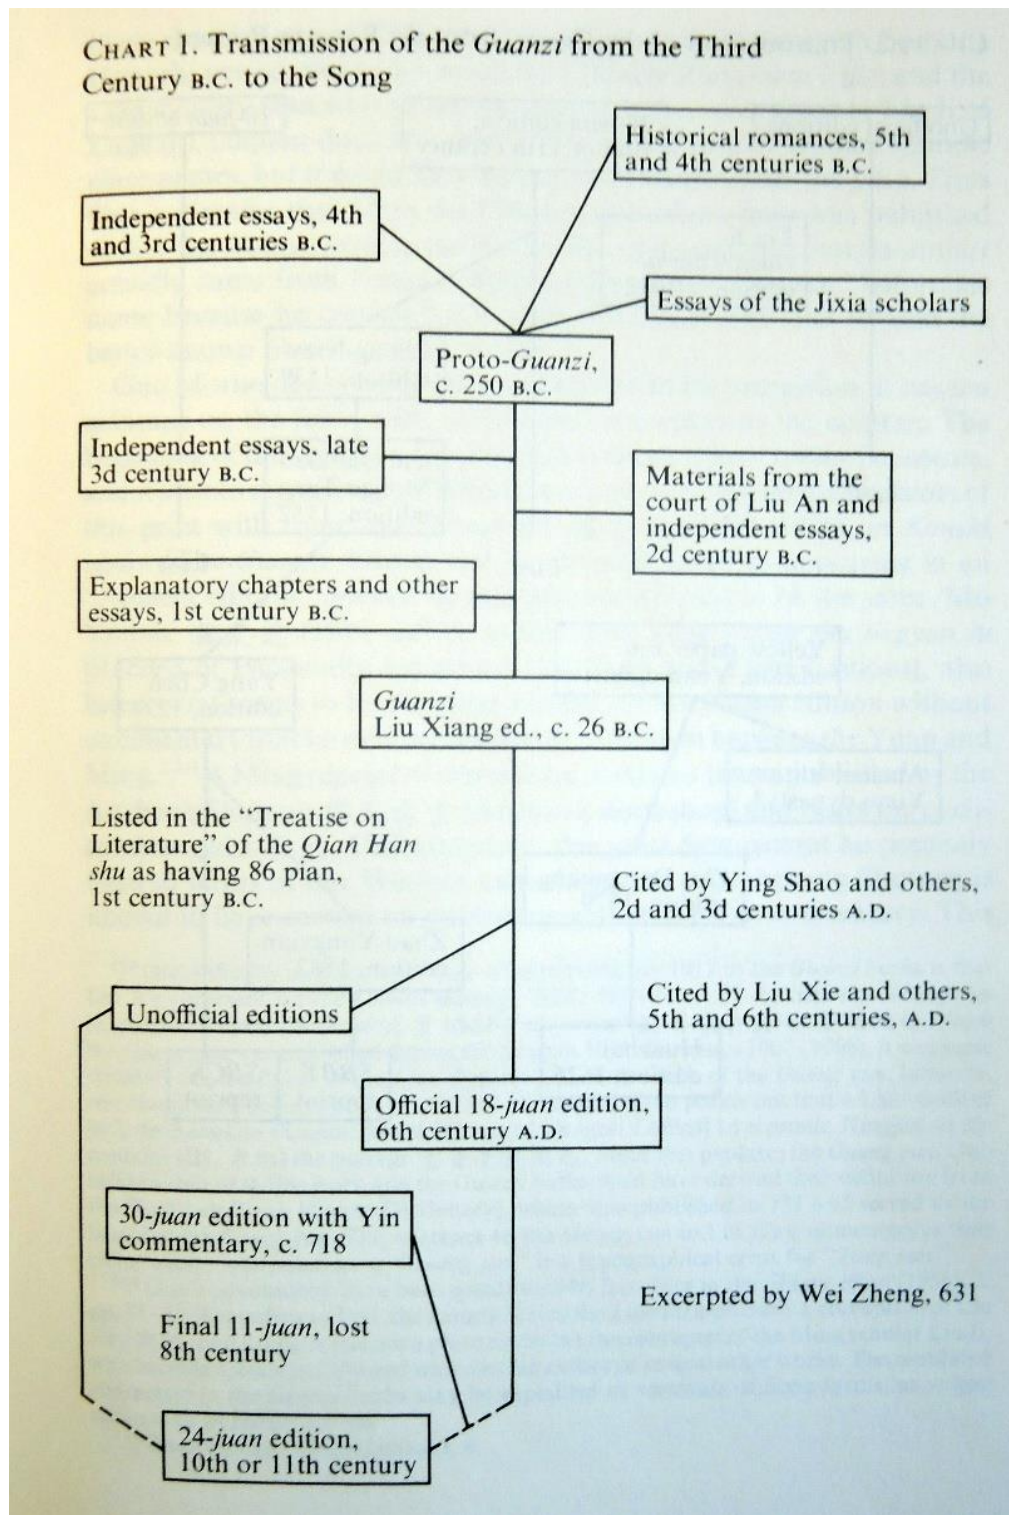 CHART 1. Transmission of the Guanzi from the Third
Century B.C. to the Song
Historical romances, 5th
and 4th centuries B.C.
Independent essays, 4th
and 3rd centuries B.C.
Essays of the Jixia scholars
Proto-Guanzi,
c. 250 B.C.
Independent essays, late
3d century B.C.
Materials from the
court of Liu An and
independent essays,
2d century B.C.
Explanatory chapters and other
essays, 1st century B.C.
Guanzi
Liu Xiang ed., c. 26 B.C.
Listed in the “Treatise on
Literature” of the Qian Han
shu as having 86 pian,
1st century B.C.
Cited by Ying Shao and others,
2d and 3d centuries A.D.
Cited by Liu Xie and others,
5th and 6th centuries, A.D.
Unofficial editions
Official 18-juan edition,
6th century A.D.
30-juan edition with Yin
commentary, c. 718
Excerpted by Wei Zheng, 631
Final 11-juan, lost
8th century
24-juan edition,
10th or 11th century